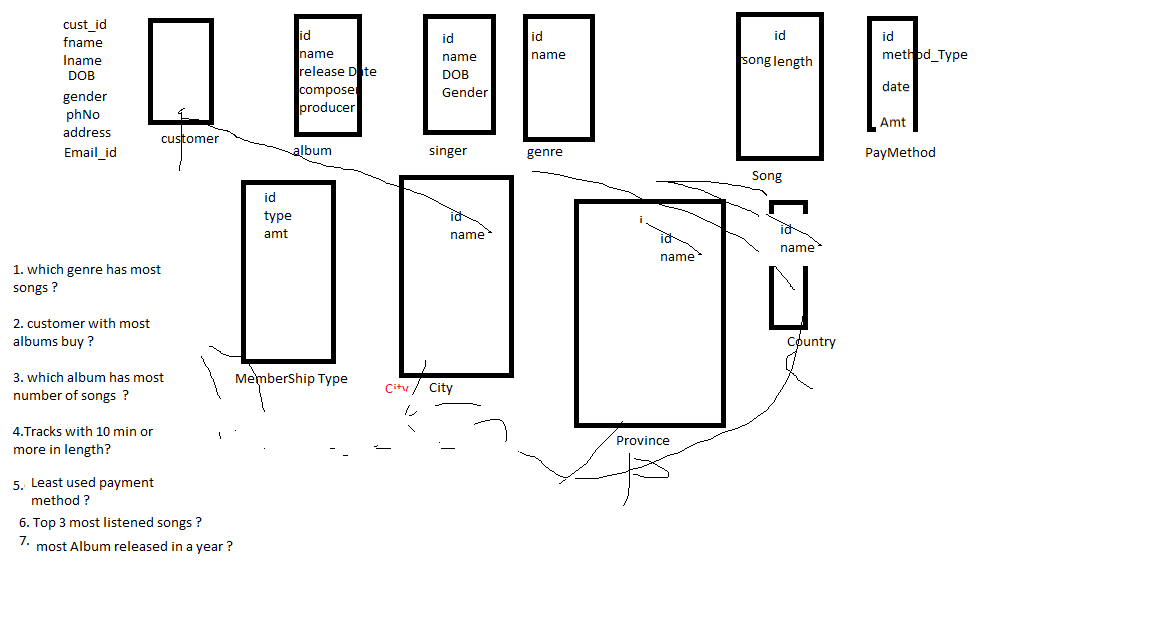 cust_id
fname
lname
DOB
gender
phNo
address
Email_id
customer
id
name
release Date
composer
producer
album
id
name
DOB
Gender
singer
id
name
genre
id
song length
Song
id
method_Type
date
Amt
PayMethod
id
type
amt
MemberShip Type
id
name
City
City
i
id
name
Province
id
name
Country
1. which genre has most
songs ?
2. customer with most
albums buy ?
3. which album has most
number of songs ?
4.Tracks with 10 min or
more in length?
5. Least used payment
method ?
6. Top 3 most listened songs ?
7. most Album released in a year ?